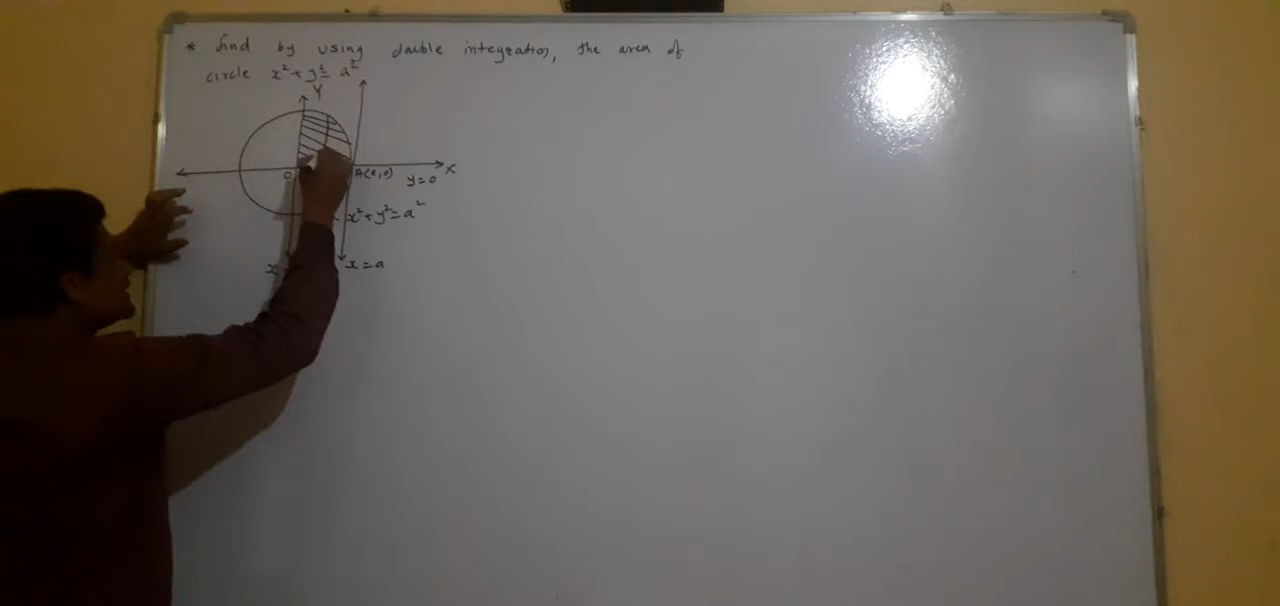 * find by using double integration, the area of
circle x² + y² = a²
Y
O
A(a,0)
y=0
X
x²+y²=a²
x
x=a